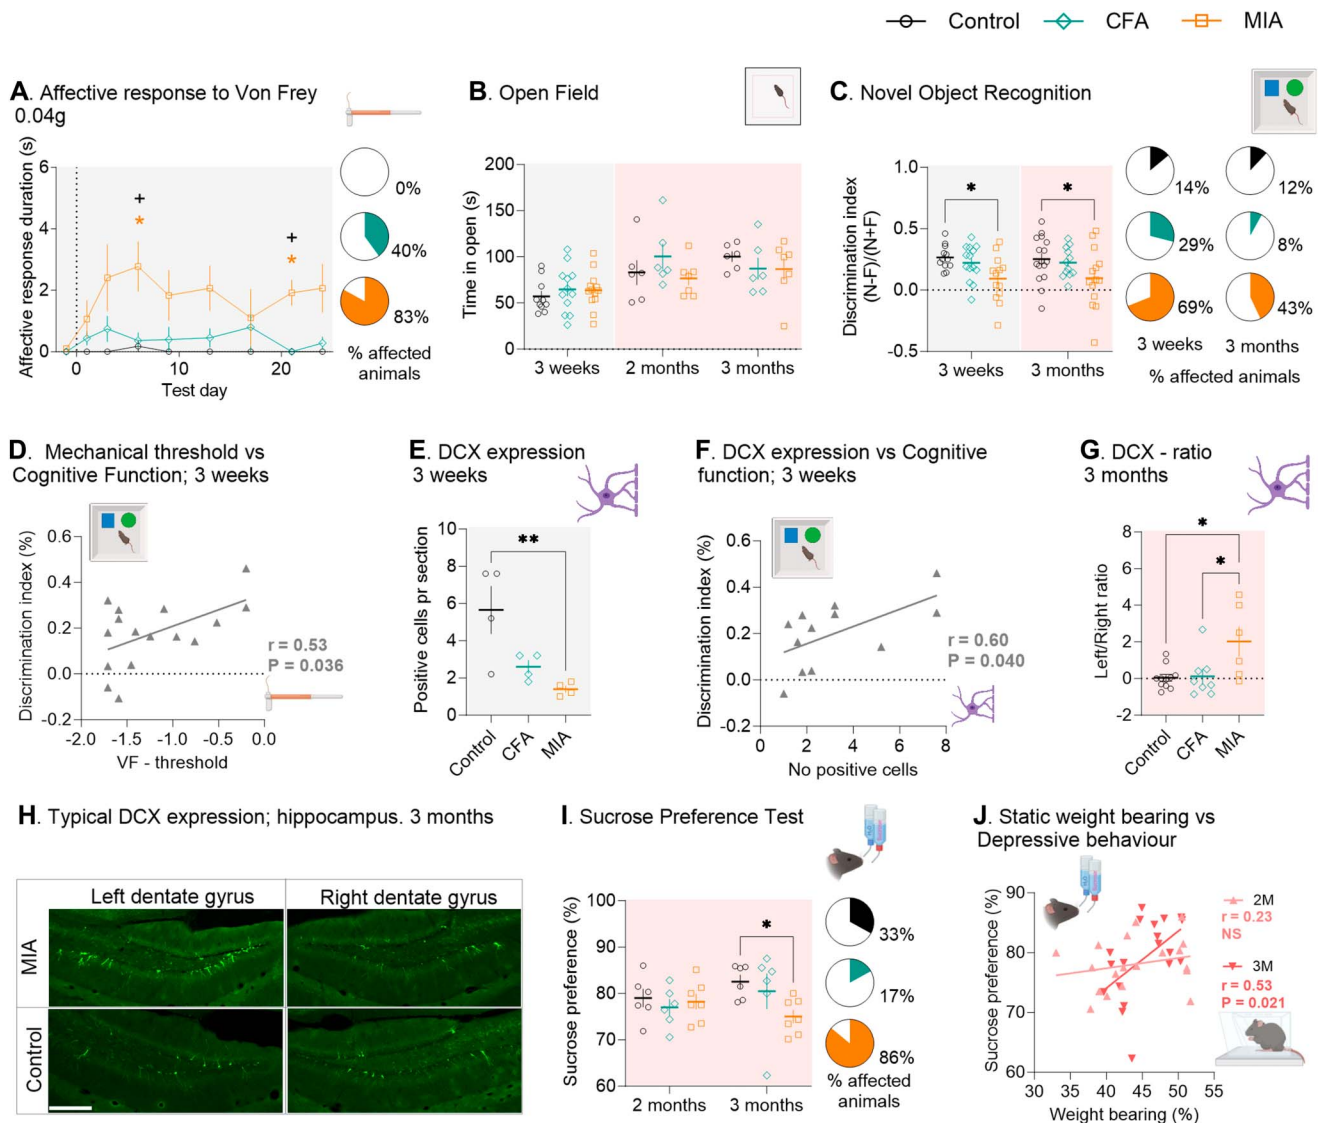 Control CFA MIA
A. Affective response to Von Frey
0.04g
Affective response duration (s)
6
4
2
0
+
*
+
*
0 10 20
Test day
0%
40%
83%
% affected
animals
B. Open Field
Time in open (s)
200
150
100
50
0
3 weeks 2 months 3 months
C. Novel Object Recognition
Discrimination index
(N-F)/(N+F)
1.0
0.5
0.0
-0.5
* *
3 weeks 3 months
14% 12%
29% 8%
69% 43%
3 weeks 3 months
% affected animals
D. Mechanical threshold vs
Cognitive Function; 3 weeks
Discrimination index (%)
0.6
0.4
0.2
0.0
-0.2
r = 0.53
P = 0.036
-2.0 -1.5 -1.0 -0.5 0.0
VF - threshold
E. DCX expression
3 weeks
Positive cells pr section
10
8
6
4
2
0
**
Control CFA MIA
F. DCX expression vs Cognitive
function; 3 weeks
Discrimination index (%)
0.6
0.4
0.2
0.0
-0.2
r = 0.60
P = 0.040
0 2 4 6 8
No positive cells
G. DCX - ratio
3 months
Left/Right ratio
8
6
4
2
0
-2
*
*
Control CFA MIA
H. Typical DCX expression; hippocampus. 3 months
Left dentate gyrus Right dentate gyrus
MIA
Control
I. Sucrose Preference Test
Sucrose preference (%)
100
90
80
70
60
*
2 months 3 months
33%
17%
86%
% affected
animals
J. Static weight bearing vs
Depressive behaviour
Sucrose preference (%)
90
80
70
60
2M
r = 0.23
NS
3M
r = 0.53
P = 0.021
30 35 40 45 50 55
Weight bearing (%)